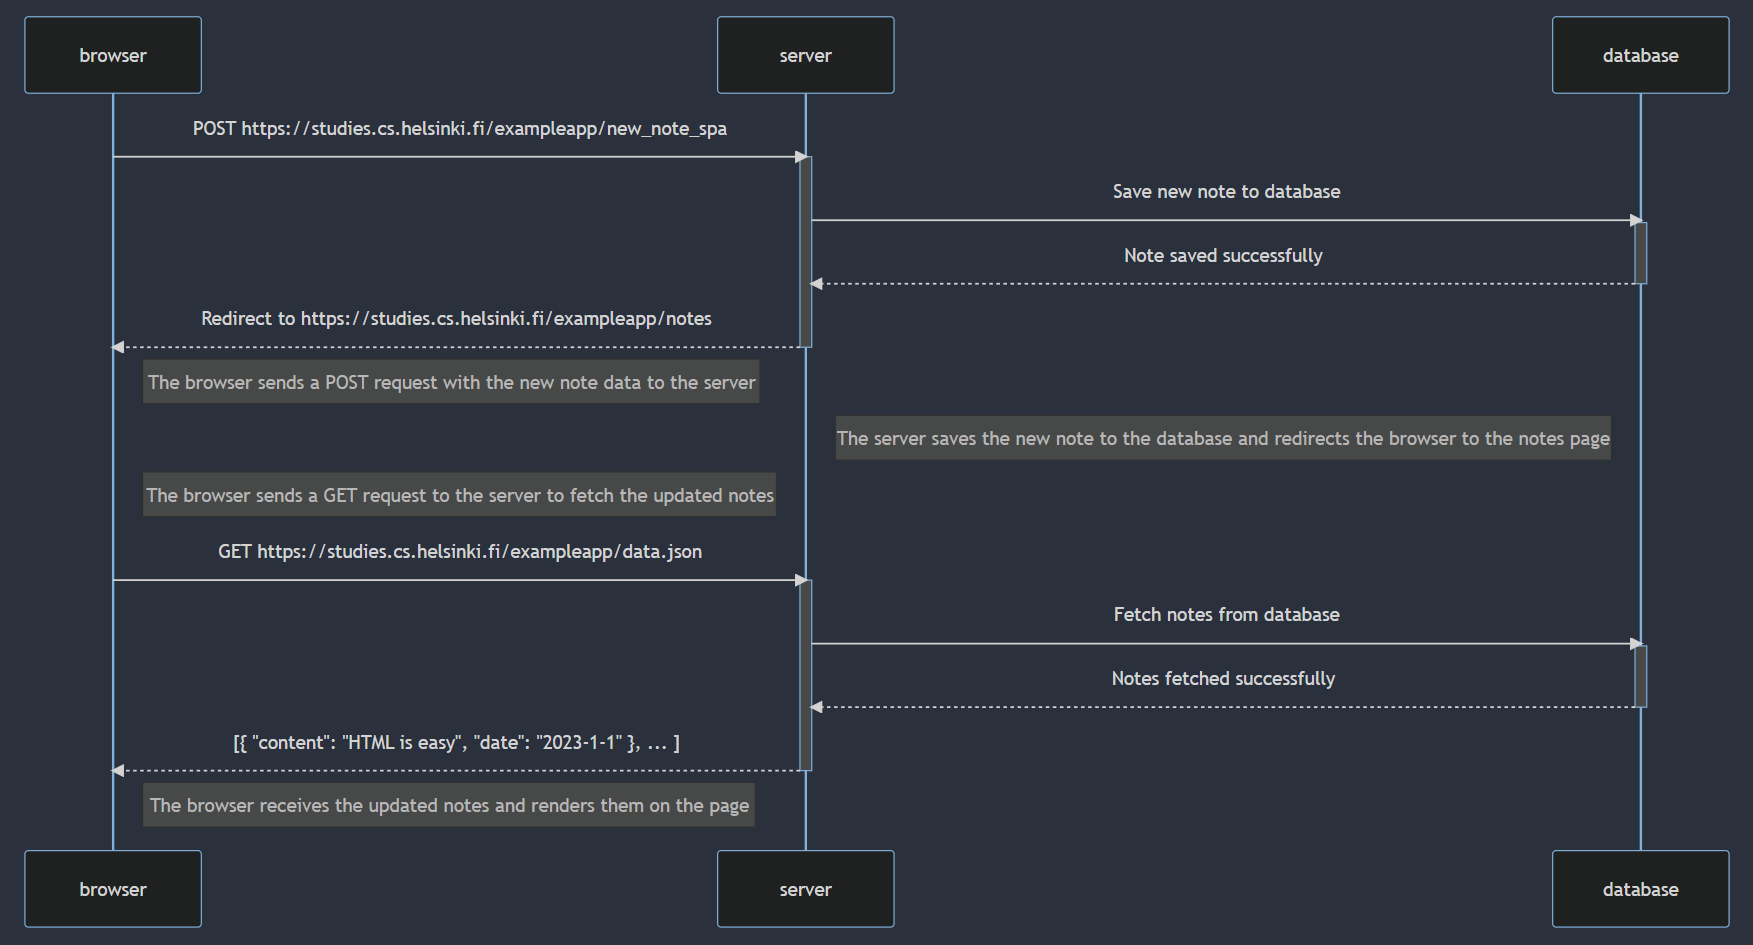 browser
server
database
POST https://studies.cs.helsinki.fi/exampleapp/new_note_spa
Save new note to database
Note saved successfully
Redirect to https://studies.cs.helsinki.fi/exampleapp/notes
The browser sends a POST request with the new note data to the server
The server saves the new note to the database and redirects the browser to the notes page
The browser sends a GET request to the server to fetch the updated notes
GET https://studies.cs.helsinki.fi/exampleapp/data.json
Fetch notes from database
Notes fetched successfully
[{ "content": "HTML is easy", "date": "2023-1-1" }, ... ]
The browser receives the updated notes and renders them on the page
browser
server
database